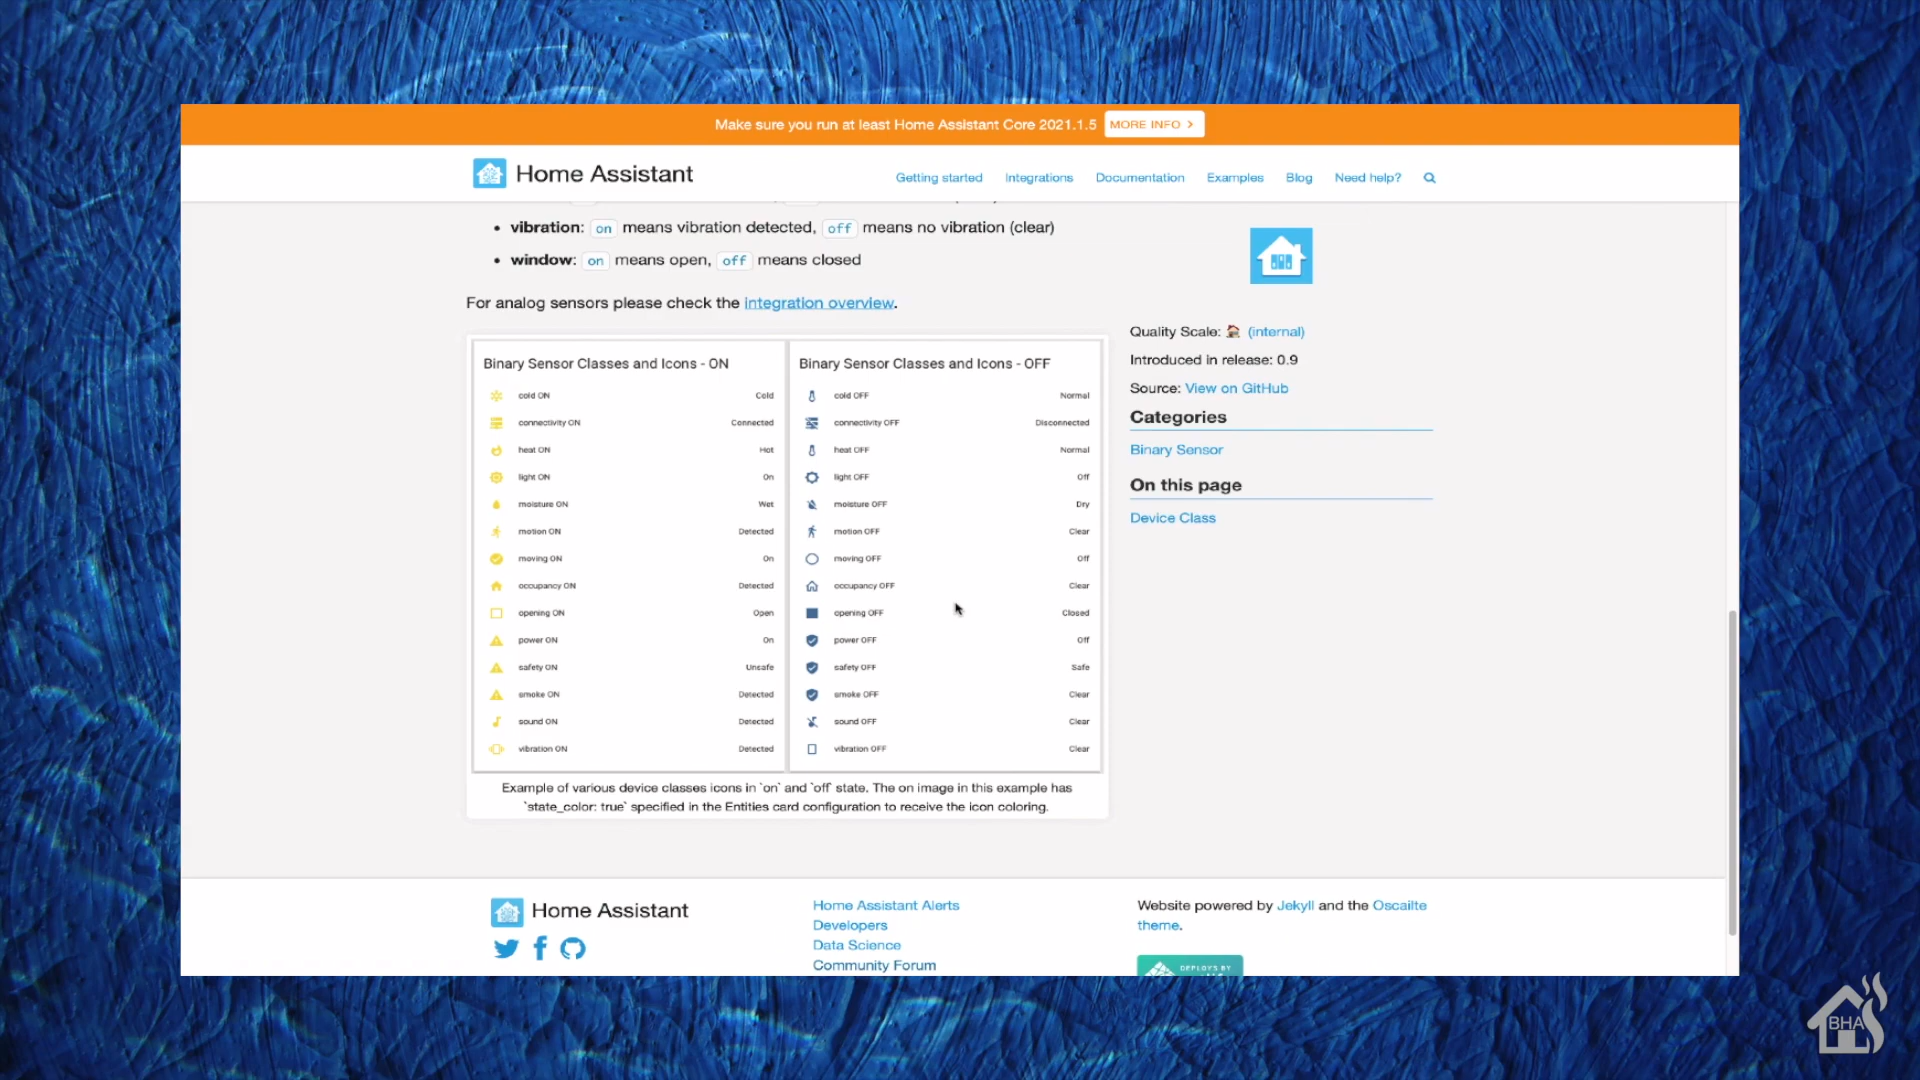 Make sure you run at least Home Assistant Core 2021.1.5 MORE INFO >
Home Assistant
Getting started Integrations Documentation Examples Blog Need help?
• vibration: on means vibration detected, off means no vibration (clear)
• window: on means open, off means closed
For analog sensors please check the integration overview.
Binary Sensor Classes and Icons - ON
cold ON Cold
connectivity ON Connected
heat ON Hot
light ON On
moisture ON Wet
motion ON Detected
moving ON On
occupancy ON Detected
opening ON Open
power ON On
safety ON Unsafe
smoke ON Detected
sound ON Detected
vibration ON Detected
Binary Sensor Classes and Icons - OFF
cold OFF Normal
connectivity OFF Disconnected
heat OFF Normal
light OFF Off
moisture OFF Dry
motion OFF Clear
moving OFF Off
occupancy OFF Clear
opening OFF Closed
power OFF Off
safety OFF Safe
smoke OFF Clear
sound OFF Clear
vibration OFF Clear
Example of various device classes icons in `on` and `off` state. The on image in this example has
`state_color: true` specified in the Entities card configuration to receive the icon coloring.
Quality Scale: (internal)
Introduced in release: 0.9
Source: View on GitHub
Categories
Binary Sensor
On this page
Device Class
Home Assistant
Home Assistant Alerts
Developers
Data Science
Community Forum
Website powered by Jekyll and the Oscailte
theme.
DEPLOYS BY
BHA